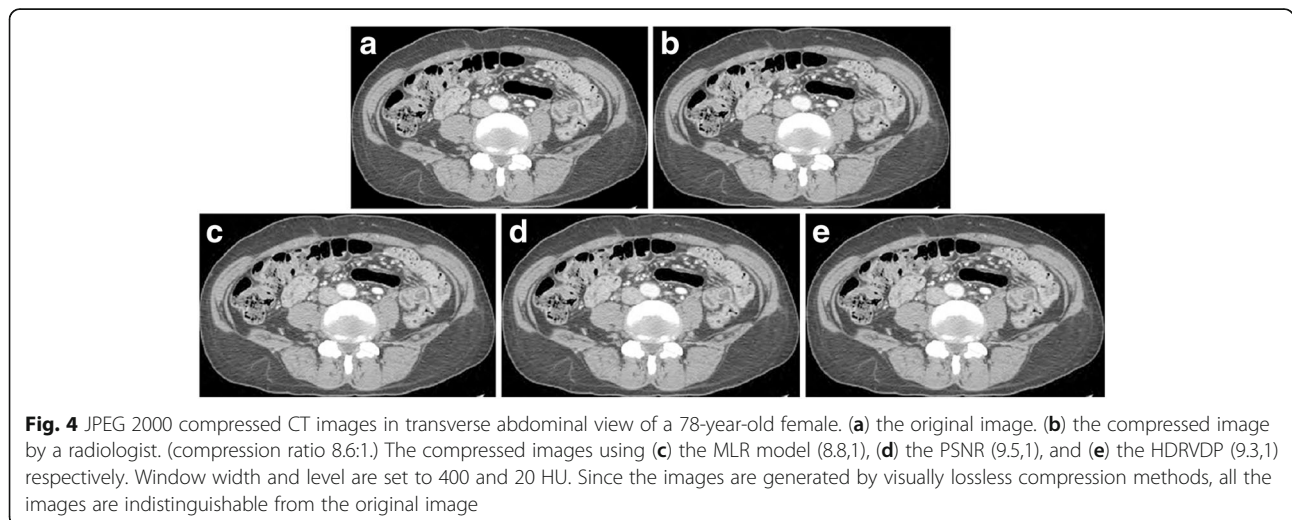 a
b
c
d
e
Fig. 4 JPEG 2000 compressed CT images in transverse abdominal view of a 78-year-old female. (a) the original image. (b) the compressed image
by a radiologist. (compression ratio 8.6:1.) The compressed images using (c) the MLR model (8.8,1), (d) the PSNR (9.5,1), and (e) the HDRVDP (9.3,1)
respectively. Window width and level are set to 400 and 20 HU. Since the images are generated by visually lossless compression methods, all the
images are indistinguishable from the original image